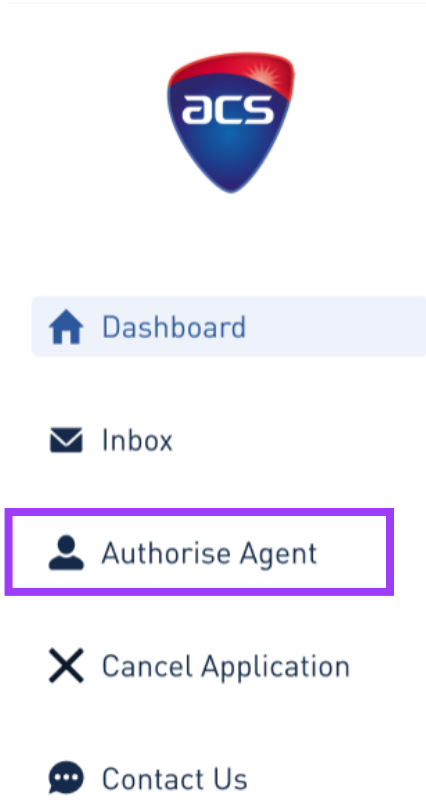 acs
Dashboard
Inbox
Authorise Agent
Cancel Application
Contact Us